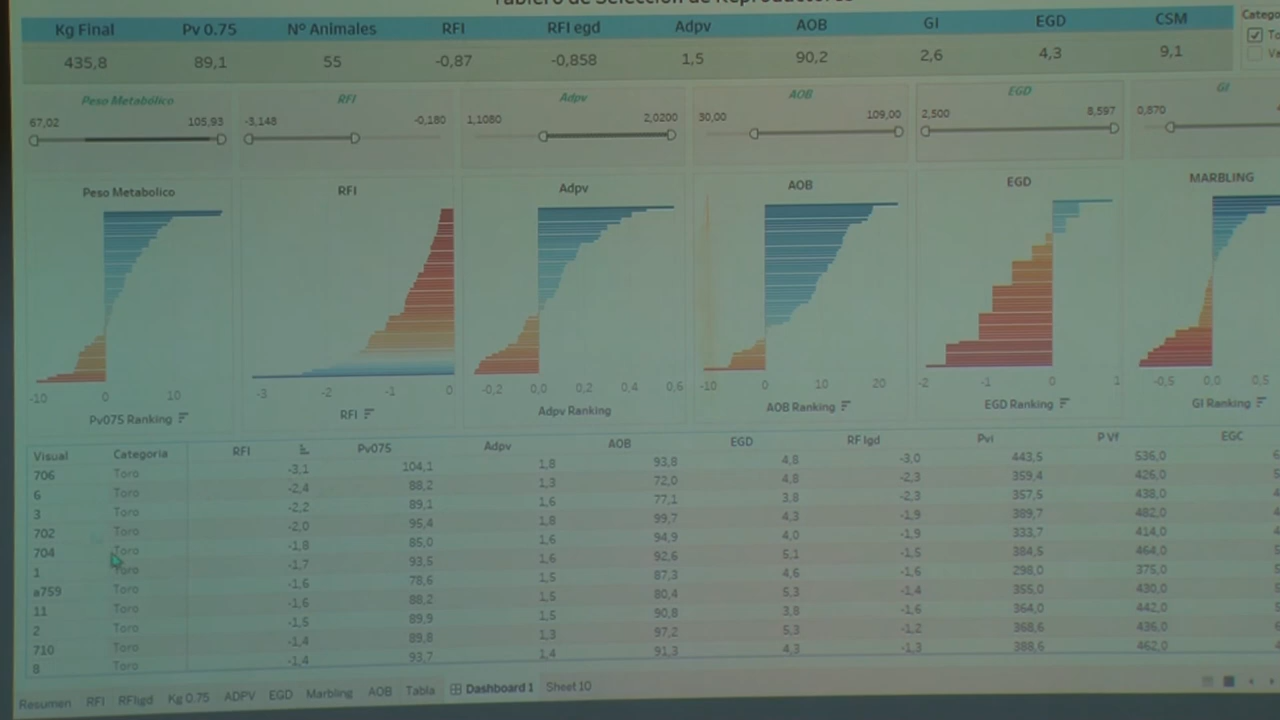 Tablero de Selección de Reproductores
Kg Final Pv 0.75 Nº Animales RFI RFI egd Adpv AOB GI EGD CSM
435,8 89,1 55 -0,87 -0,858 1,5 90,2 2,6 4,3 9,1
Peso Metabólico RFI Adpv AOB EGD GI
67,02 105,93 -3,148 -0,180 1,1080 2,0200 30,00 109,00 2,500 8,597 0,870
Peso Metabolico RFI Adpv AOB EGD MARBLING
-10 0 10 -3 -2 -1 0 -0,2 0,0 0,2 0,4 0,6 -10 0 10 20 -2 -1 0 1 -0,5 0,0 0,5
Pv075 Ranking RFI Adpv Ranking AOB Ranking EGD Ranking GI Ranking
Visual Categoria RFI Pv075 Adpv AOB EGD RF Igd Pvi P Vf EGC
706 Toro -3,1 104,1 1,8 93,8 4,8 -3,0 443,5 536,0
6 Toro -2,4 88,2 1,3 72,0 4,8 -2,3 359,4 426,0
3 Toro -2,2 89,1 1,6 77,1 3,8 -2,3 357,5 438,0
702 Toro -2,0 95,4 1,8 99,7 4,3 -1,9 389,7 482,0
704 Toro -1,8 85,0 1,6 94,9 4,0 -1,9 333,7 414,0
1 Toro -1,7 93,5 1,6 92,6 5,1 -1,5 384,5 464,0
a759 Toro -1,6 78,6 1,5 87,3 4,6 -1,6 298,0 375,0
11 Toro -1,6 88,2 1,5 80,4 5,3 -1,4 355,0 430,0
2 Toro -1,5 89,9 1,5 90,8 3,8 -1,6 364,0 442,0
710 Toro -1,4 89,8 1,3 97,2 5,3 -1,2 368,6 436,0
8 Toro -1,4 93,7 1,4 91,3 4,3 -1,3 388,6 462,0
Resumen RFI RFIgd Kg 0.75 ADPV EGD Marbling AOB Tabla Dashboard 1 Sheet 10